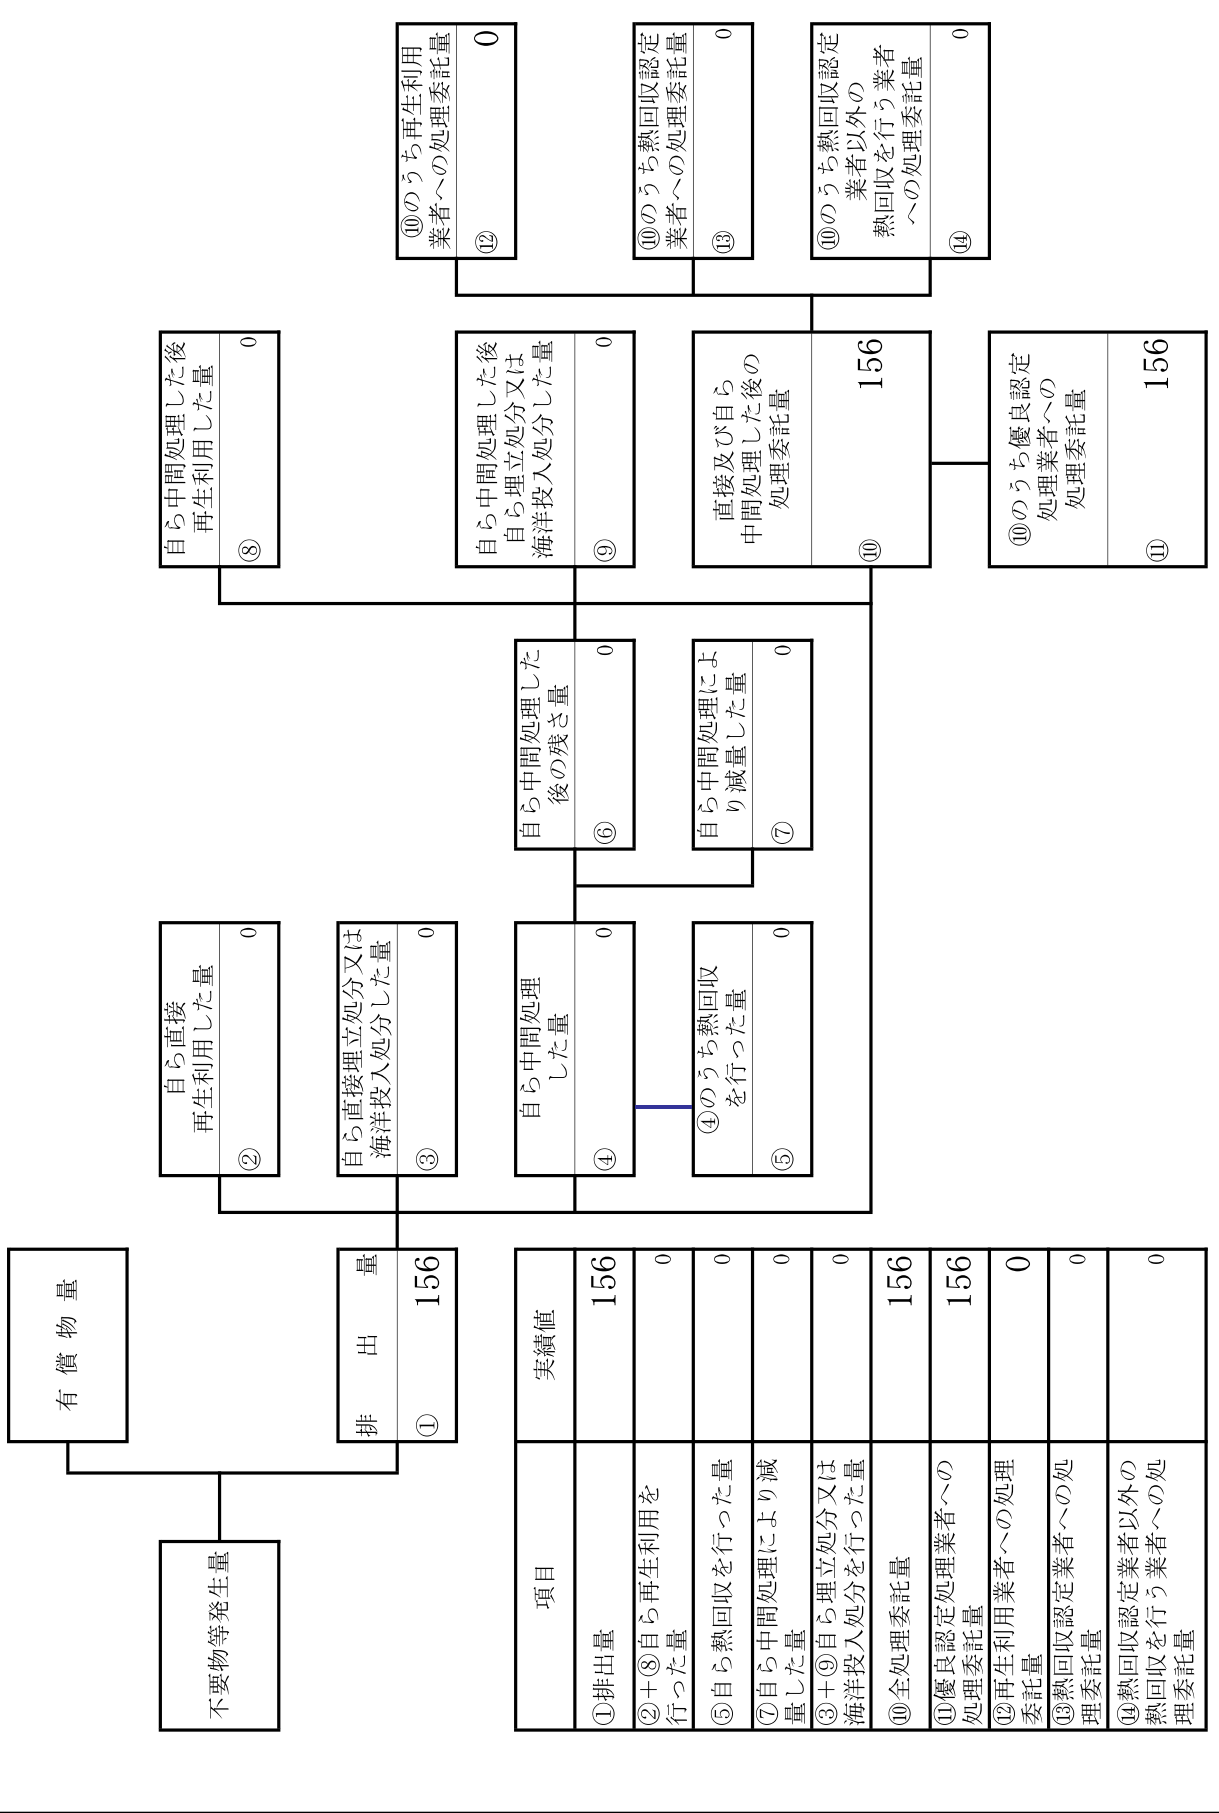 不要物等発生量
有償物量
排出量
①
156
自ら直接
再生利用した量
②
0
自ら直接埋立処分又は
海洋投入処分した量
③
0
自ら中間処理
した量
④
0
④のうち熱回収
を行った量
⑤
0
自ら中間処理した
後の残さ量
⑥
0
自ら中間処理によ
り減量した量
⑦
0
自ら中間処理した後
再生利用した量
⑧
0
自ら中間処理した後
自ら埋立処分又は
海洋投入処分した量
⑨
0
直接及び自ら
中間処理した後の
処理委託量
⑩
156
⑩のうち優良認定
処理業者への
処理委託量
⑪
156
⑩のうち再生利用
業者への処理委託量
⑫
0
⑩のうち熱回収認定
業者への処理委託量
⑬
0
⑩のうち熱回収認定
業者以外の
熱回収を行う業者
への処理委託量
⑭
0
項目
実績値
①排出量
156
②＋⑧自ら再生利用を
行った量
0
⑤自ら熱回収を行った量
0
⑦自ら中間処理により減
量した量
0
③＋⑨自ら埋立処分又は
海洋投入処分を行った量
0
⑩全処理委託量
156
⑪優良認定処理業者への
処理委託量
156
⑫再生利用業者への処理
委託量
0
⑬熱回収認定業者への処
理委託量
0
⑭熱回収認定業者以外の
熱回収を行う業者への処
理委託量
0